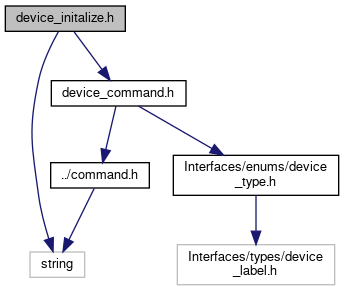 device_initalize.h
device_command.h
../command.h
Interfaces/enums/device
_type.h
string
Interfaces/types/device
_label.h